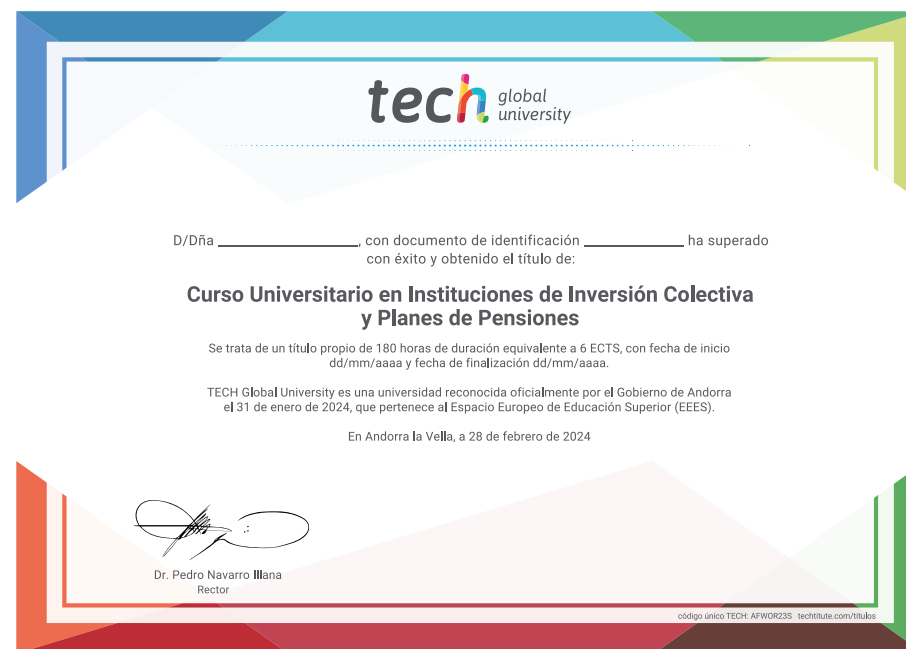 tech global
university
D/Dña ____________________, con documento de identificación ______________ ha superado
con éxito y obtenido el título de:
Curso Universitario en Instituciones de Inversión Colectiva
y Planes de Pensiones
Se trata de un título propio de 180 horas de duración equivalente a 6 ECTS, con fecha de inicio
dd/mm/aaaa y fecha de finalización dd/mm/aaaa.
TECH Global University es una universidad reconocida oficialmente por el Gobierno de Andorra
el 31 de enero de 2024, que pertenece al Espacio Europeo de Educación Superior (EEES).
En Andorra la Vella, a 28 de febrero de 2024
Dr. Pedro Navarro Illana
Rector
código único TECH: AFWOR23S techtitute.com/titulos